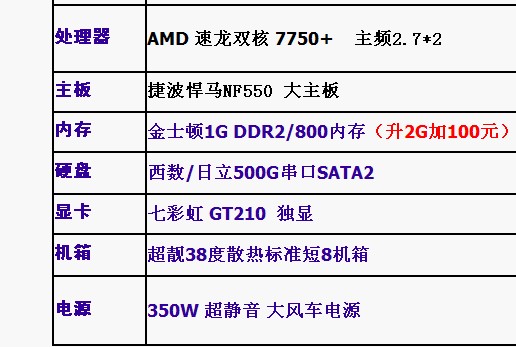 处理器 AMD 速龙双核 7750+ 主频2.7*2
主板 捷波悍马NF550 大主板
内存 金士顿1G DDR2/800内存（升2G加100元）
硬盘 西数/日立500G串口SATA2
显卡 七彩虹 GT210 独显
机箱 超靓38度散热标准短8机箱
电源 350W 超静音 大风车电源